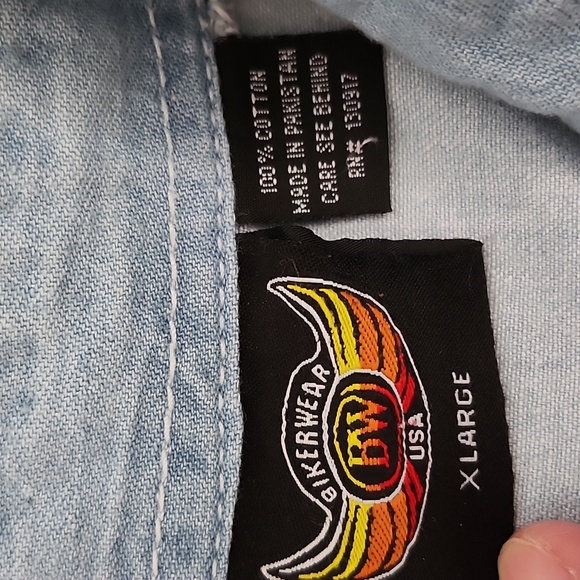 100% COTTON
MADE IN PAKISTAN
CARE SEE BEHIND
RN# 130917
BIKERWEAR
BW
USA
X LARGE